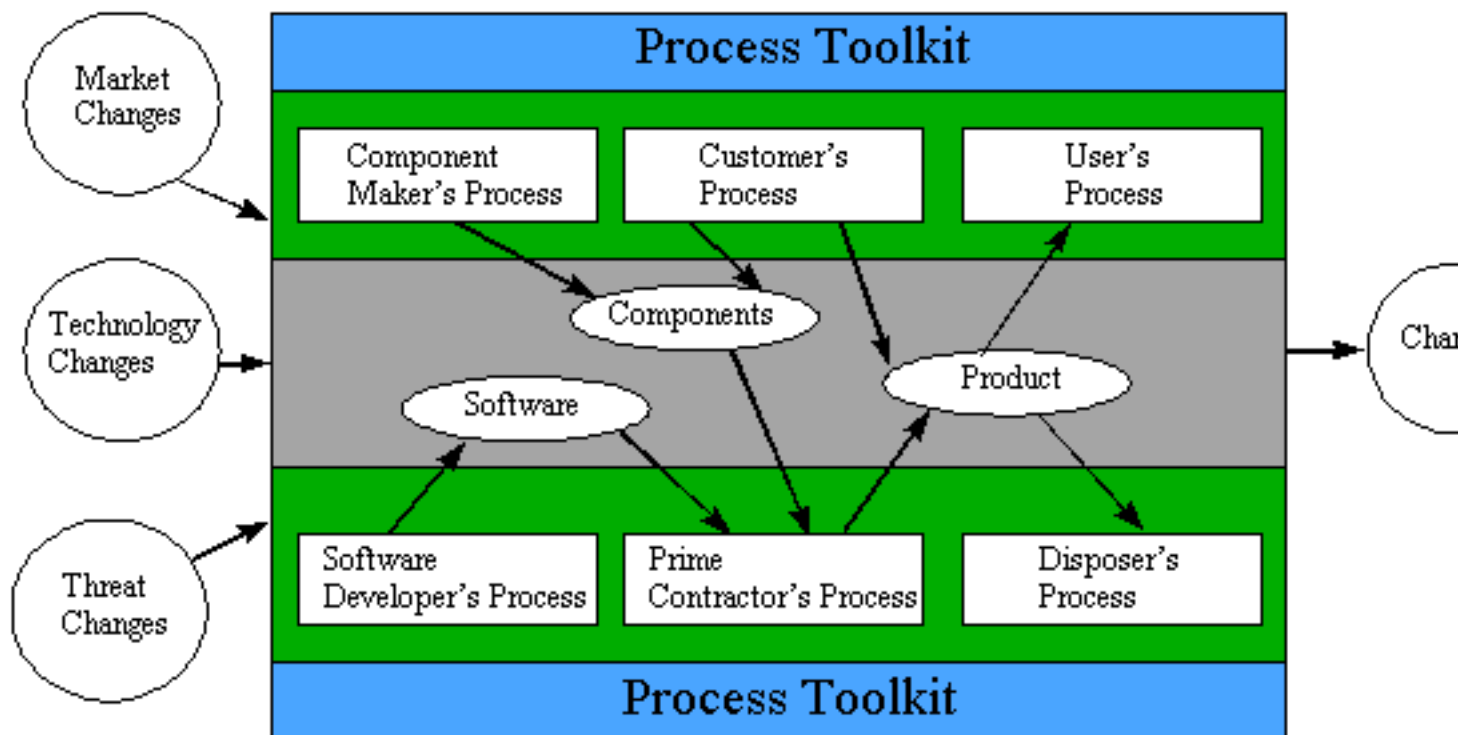 Process Toolkit
Market
Changes
Component
Maker's Process
Customer's
Process
User's
Process
Technology
Changes
Components
Product
Software
Threat
Changes
Software
Developer's Process
Prime
Contractor's Process
Disposer's
Process
Process Toolkit